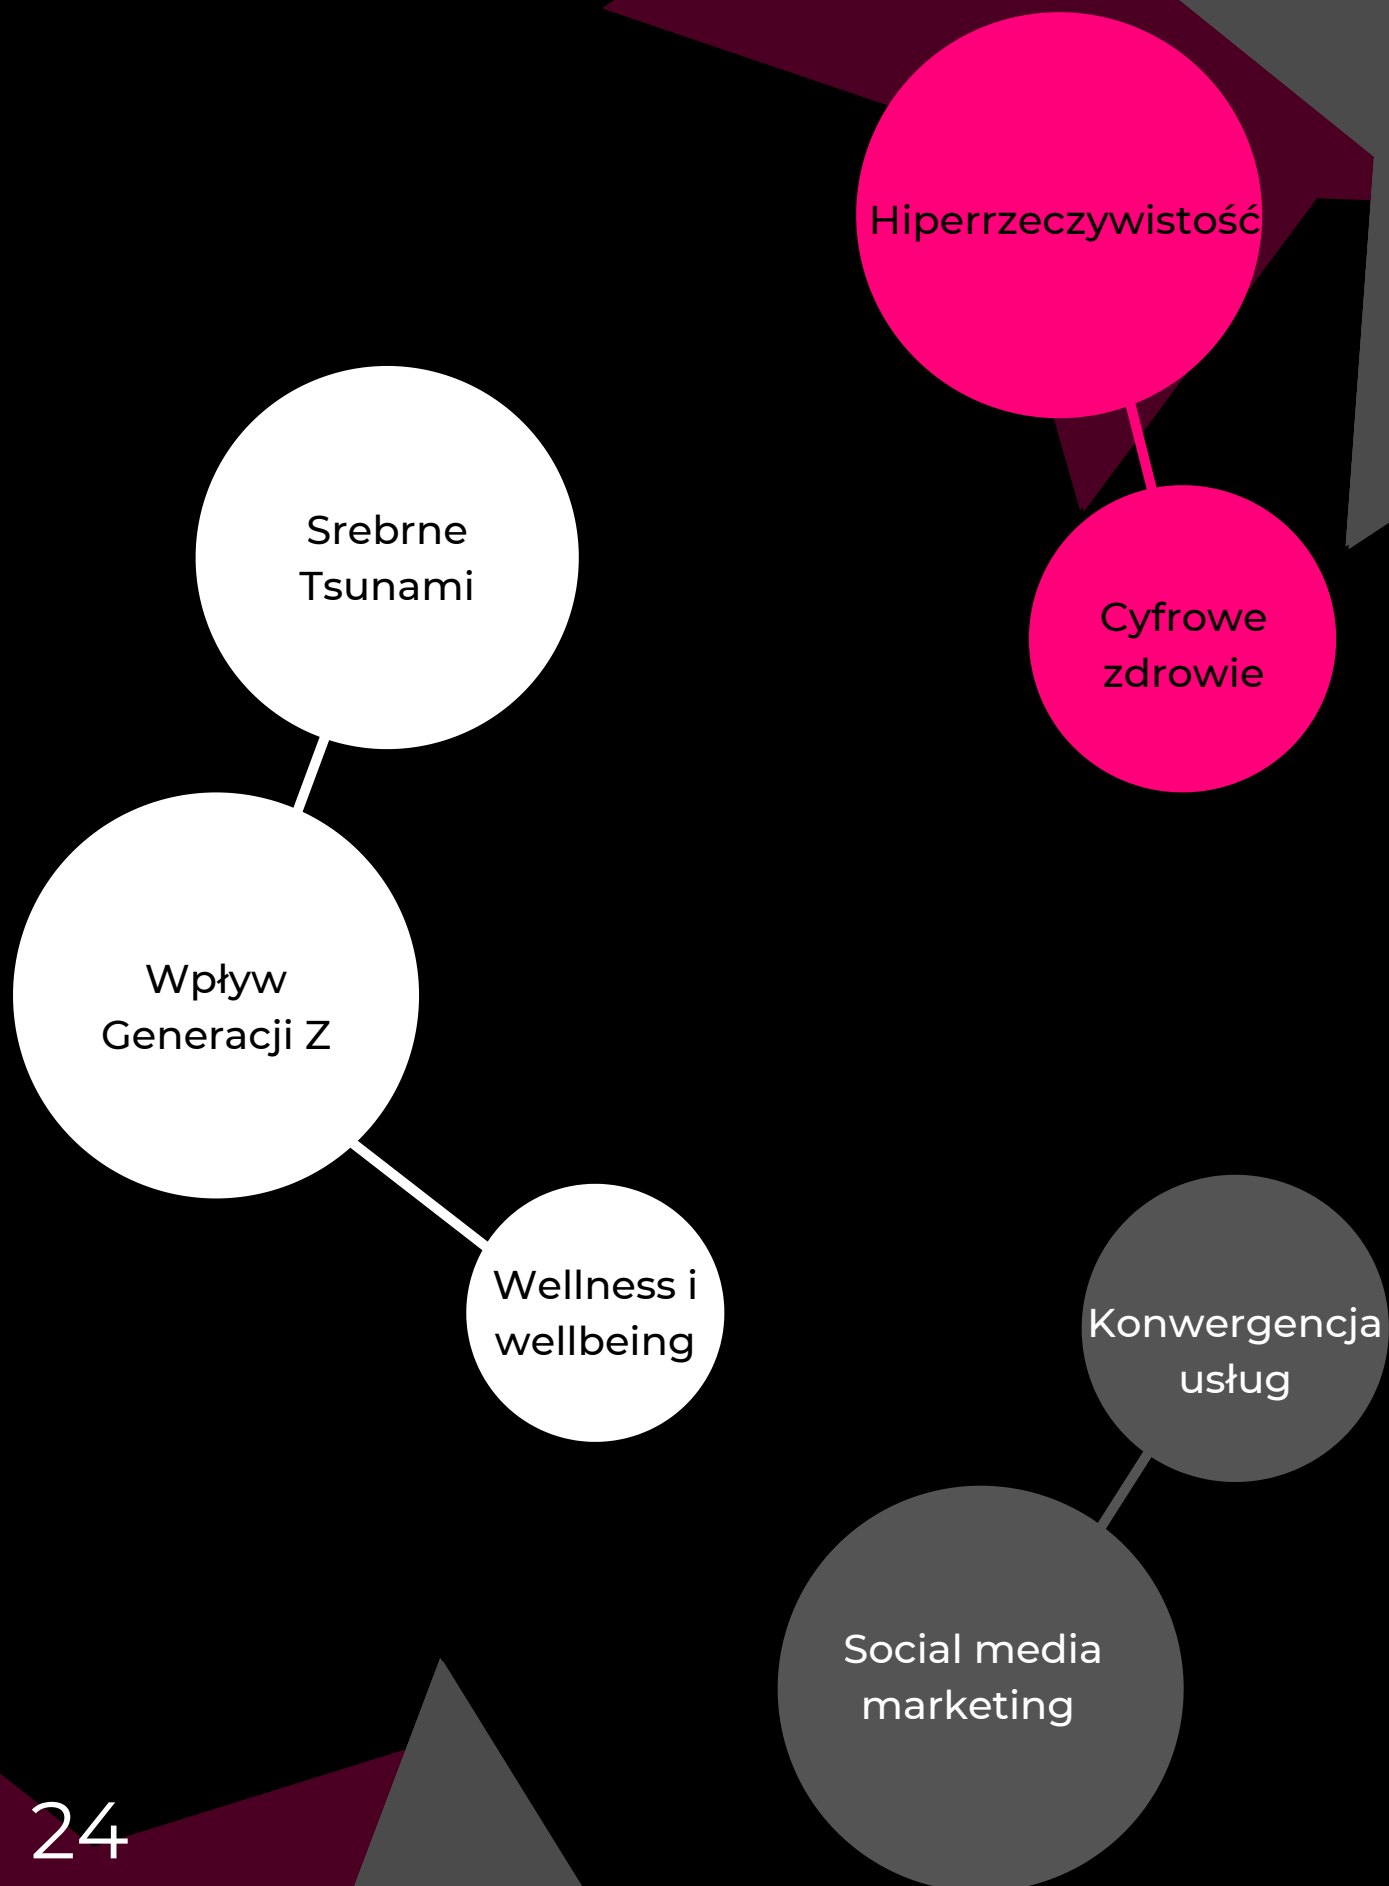 Hiperrzeczywistość
Srebrne
Tsunami
Cyfrowe
zdrowie
Wpływ
Generacji Z
Wellness i
wellbeing
Konwergencja
usług
Social media
marketing
24